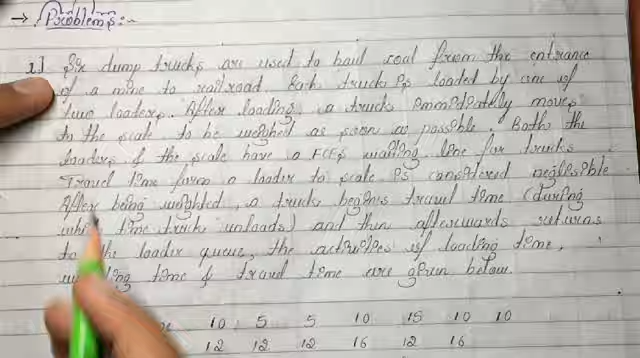 → Problems:-
1] Six dump trucks are used to haul coal from the entrance
of a mine to railroad. Each truck is loaded by one of
two loaders. After loading, a truck immidiately moves
to the scale to be weighed as soon as possible. Both the
loaders & the scale have a FCFS waiting line for trucks
Travel time form a loader to scale is considered neglisible
After being weighted, a truck begins travel time (during
which time truck unloads) and then afterwards returns
to the loader queue, the activities of loading time,
time & travel time are given below.
10 5 5 10 15 10 10
12 12 12 16 12 16